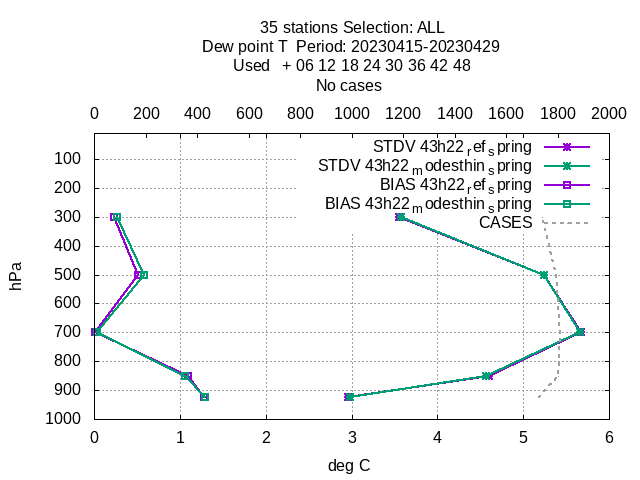 35 stations Selection: ALL
Dew point T  Period: 20230415-20230429
Used   + 06 12 18 24 30 36 42 48
No cases
0 200 400 600 800 1000 1200 1400 1600 1800 2000
STDV 43h22_ref_spring
STDV 43h22_modesthin_spring
BIAS 43h22_ref_spring
BIAS 43h22_modesthin_spring
CASES
100
200
300
400
500
600
700
800
900
1000
hPa
0 1 2 3 4 5 6
deg C